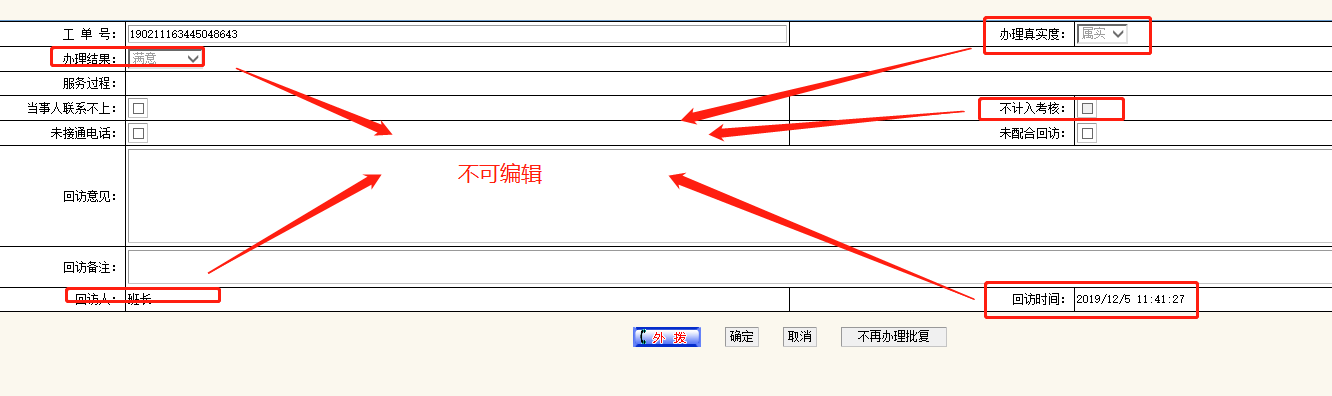 工 单 号： 190211163445048643 办理真实度： 属实
办理结果： 满意
服务过程：
当事人联系不上： 不计入考核：
未接通电话： 未配合回访：
不可编辑
回访意见：
回访备注：
回访人： 班长 回访时间： 2019/12/5 11:41:27
外 拨 确定 取消 不再办理批复